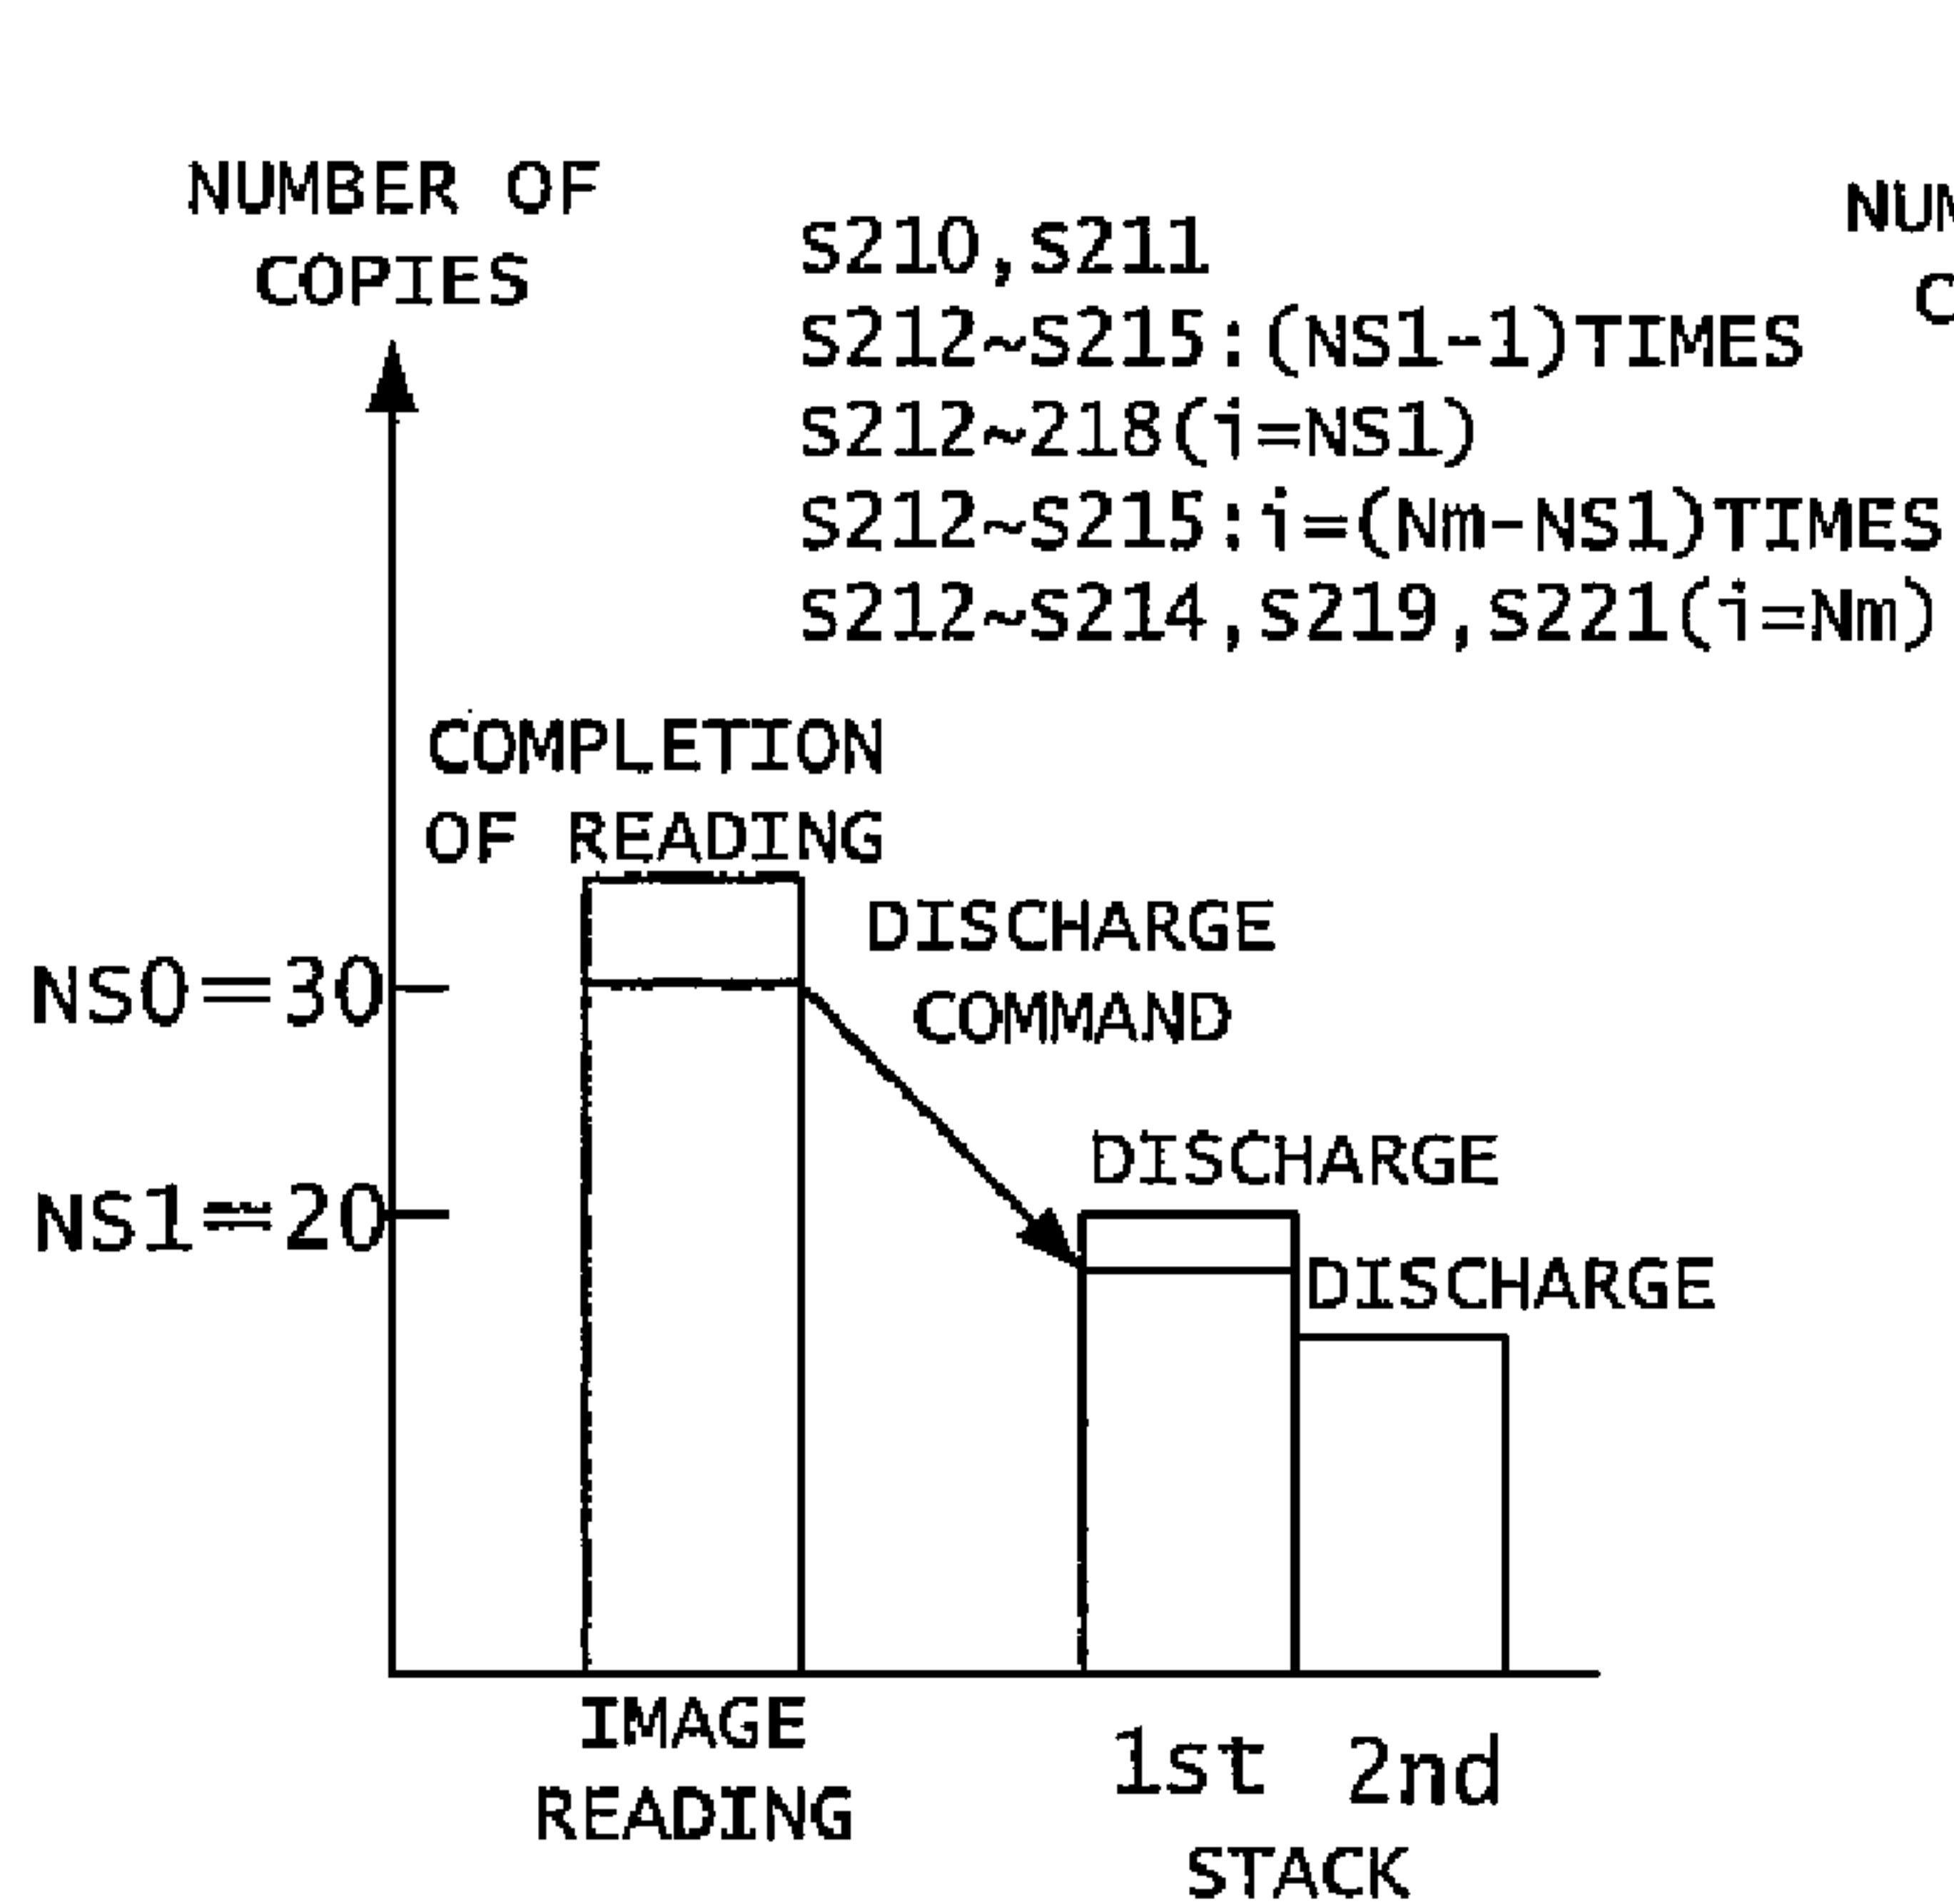 NUMBER OF
COPIES
S210,S211
S212~S215:(NS1-1)TIMES
S212~218(i=NS1)
S212~S215:i=(Nm-NS1)TIMES
S212~S214,S219,S221(i=Nm)
COMPLETION
OF READING
DISCHARGE
COMMAND
NS0=30
DISCHARGE
NS1=20
DISCHARGE
IMAGE
READING
1st 2nd
STACK